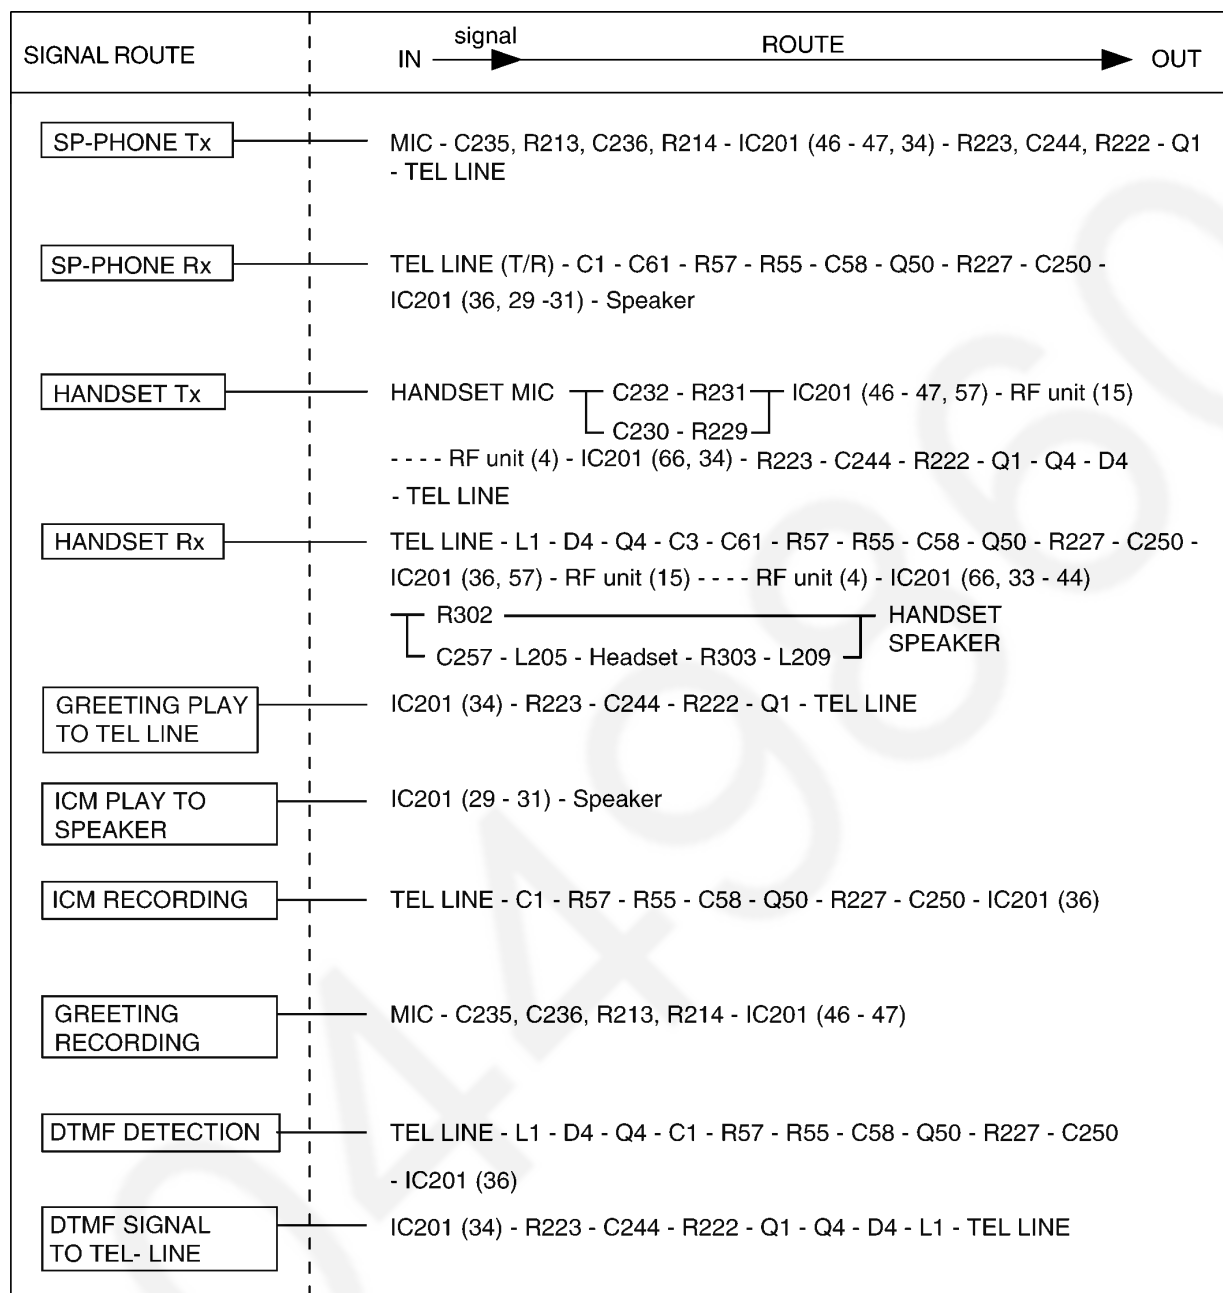 SIGNAL ROUTE
IN signal ROUTE OUT
SP-PHONE Tx
MIC - C235, R213, C236, R214 - IC201 (46 - 47, 34) - R223, C244, R222 - Q1
- TEL LINE
SP-PHONE Rx
TEL LINE (T/R) - C1 - C61 - R57 - R55 - C58 - Q50 - R227 - C250 -
IC201 (36, 29 -31) - Speaker
HANDSET Tx
HANDSET MIC C232 - R231 IC201 (46 - 47, 57) - RF unit (15)
C230 - R229
- - - - RF unit (4) - IC201 (66, 34) - R223 - C244 - R222 - Q1 - Q4 - D4
- TEL LINE
HANDSET Rx
TEL LINE - L1 - D4 - Q4 - C3 - C61 - R57 - R55 - C58 - Q50 - R227 - C250 -
IC201 (36, 57) - RF unit (15) - - - - RF unit (4) - IC201 (66, 33 - 44)
R302 HANDSET
SPEAKER
C257 - L205 - Headset - R303 - L209
GREETING PLAY
TO TEL LINE
IC201 (34) - R223 - C244 - R222 - Q1 - TEL LINE
ICM PLAY TO
SPEAKER
IC201 (29 - 31) - Speaker
ICM RECORDING
TEL LINE - C1 - R57 - R55 - C58 - Q50 - R227 - C250 - IC201 (36)
GREETING
RECORDING
MIC - C235, C236, R213, R214 - IC201 (46 - 47)
DTMF DETECTION
TEL LINE - L1 - D4 - Q4 - C1 - R57 - R55 - C58 - Q50 - R227 - C250
- IC201 (36)
DTMF SIGNAL
TO TEL- LINE
IC201 (34) - R223 - C244 - R222 - Q1 - Q4 - D4 - L1 - TEL LINE